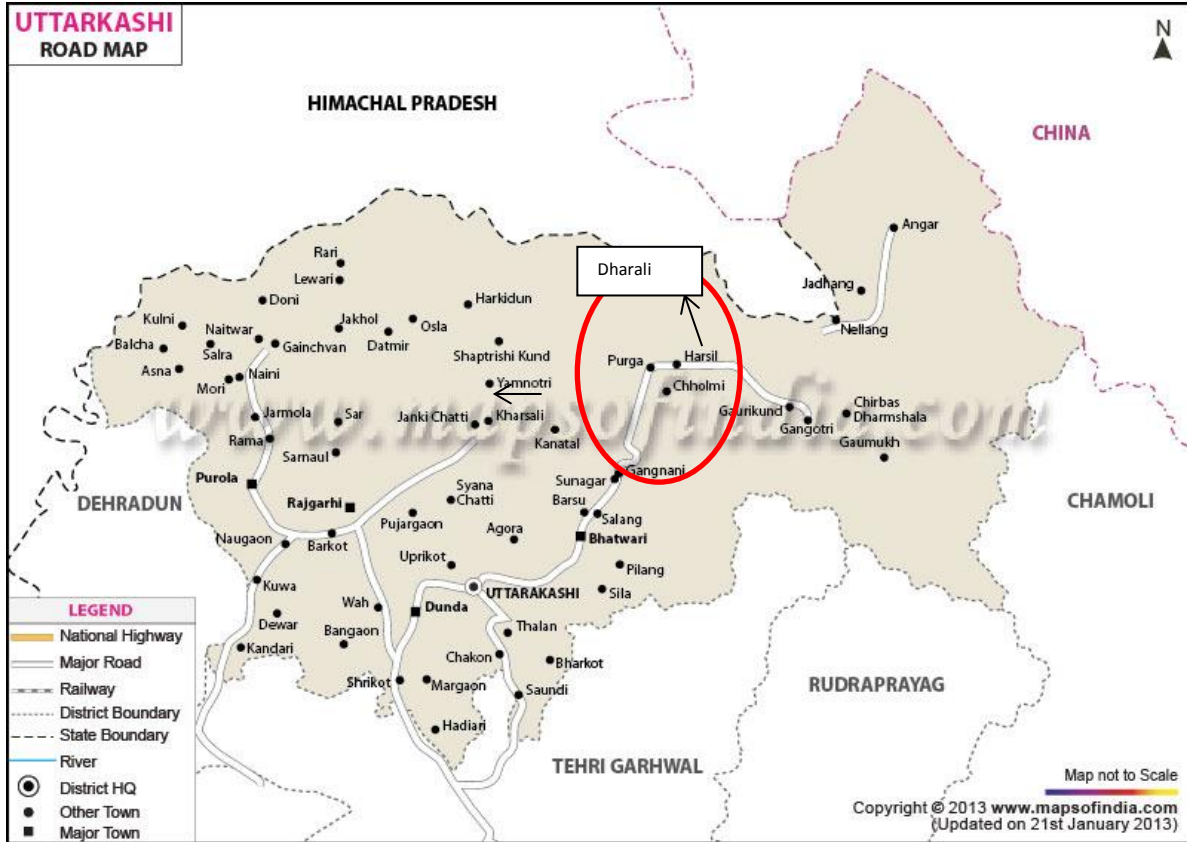 UTTARKASHI
ROAD MAP
N
HIMACHAL PRADESH
CHINA
Angar
Dharali
Rari
Lewari
Jadhang
Doni
Harkidun
Nellang
Kulni
Naitwar
Jakhol
Osla
Balcha
Salra
Gainchvan
Datmir
Shaptrishi Kund
Purga
Harsil
Asna
Mori
Naini
Yamnotri
Chholmi
www.mapsofindia.com
Jarmola
Sar
Janki Chatti
Kharsali
Gaurikund
Chirbas
Dharmshala
Gangotri
Rama
Kanatal
Gaumukh
Samaul
Gangnani
Sunagar
Purola
DEHRADUN
Rajgarhi
Syana
Chatti
Barsu
Salang
CHAMOLI
Pujargaon
Agora
Bhatwari
Naugaon
Barkot
Uprikot
Pilang
Kuwa
UTTARAKASHI
Sila
Wah
Dunda
Dewar
Bangaon
Thalan
Kandari
Chakon
Bharkot
Shrikot
Margaon
Saundi
RUDRAPRAYAG
Hadiari
TEHRI GARHWAL
LEGEND
National Highway
Major Road
Railway
District Boundary
State Boundary
River
District HQ
Other Town
Major Town
Map not to Scale
Copyright © 2013 www.mapsofindia.com
(Updated on 21st January 2013)